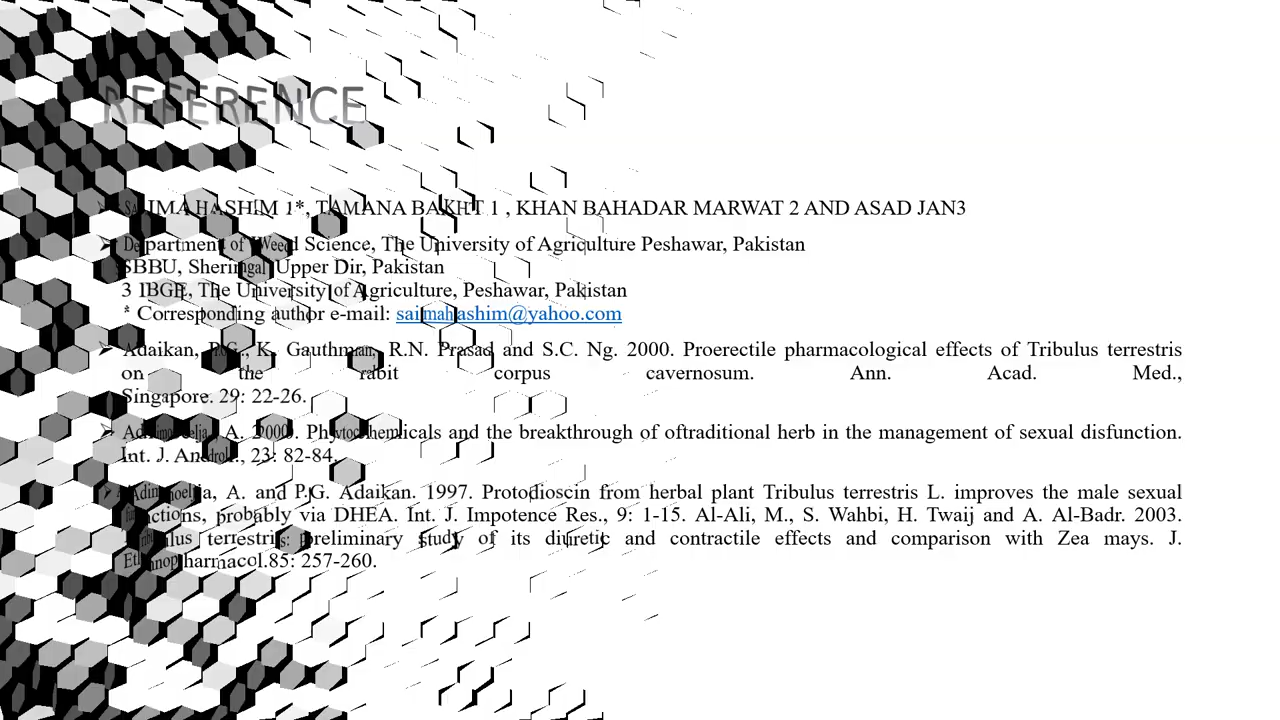 REFERENCE
SAIMA HASHIM 1*, TAMANA BAKHT 1 , KHAN BAHADAR MARWAT 2 AND ASAD JAN3
Department of Weed Science, The University of Agriculture Peshawar, Pakistan
SBBU, Sheringal, Upper Dir, Pakistan
3 IBGE, The University of Agriculture, Peshawar, Pakistan
* Corresponding author e-mail: saimahashim@yahoo.com
Adaikan, P.G., K. Gauthman, R.N. Prasad and S.C. Ng. 2000. Proerectile pharmacological effects of Tribulus terrestris
on the rabit corpus cavernosum. Ann. Acad. Med.,
Singapore. 29: 22-26.
Adimoelja, A. 2000. Phytochemicals and the breakthrough of oftraditional herb in the management of sexual disfunction.
Int. J. Androl., 23: 82-84.
Adimoelja, A. and P.G. Adaikan. 1997. Protodioscin from herbal plant Tribulus terrestris L. improves the male sexual
functions, probably via DHEA. Int. J. Impotence Res., 9: 1-15. Al-Ali, M., S. Wahbi, H. Twaij and A. Al-Badr. 2003.
Tribulus terrestris: preliminary study of its diuretic and contractile effects and comparison with Zea mays. J.
Ethnopharmacol.85: 257-260.